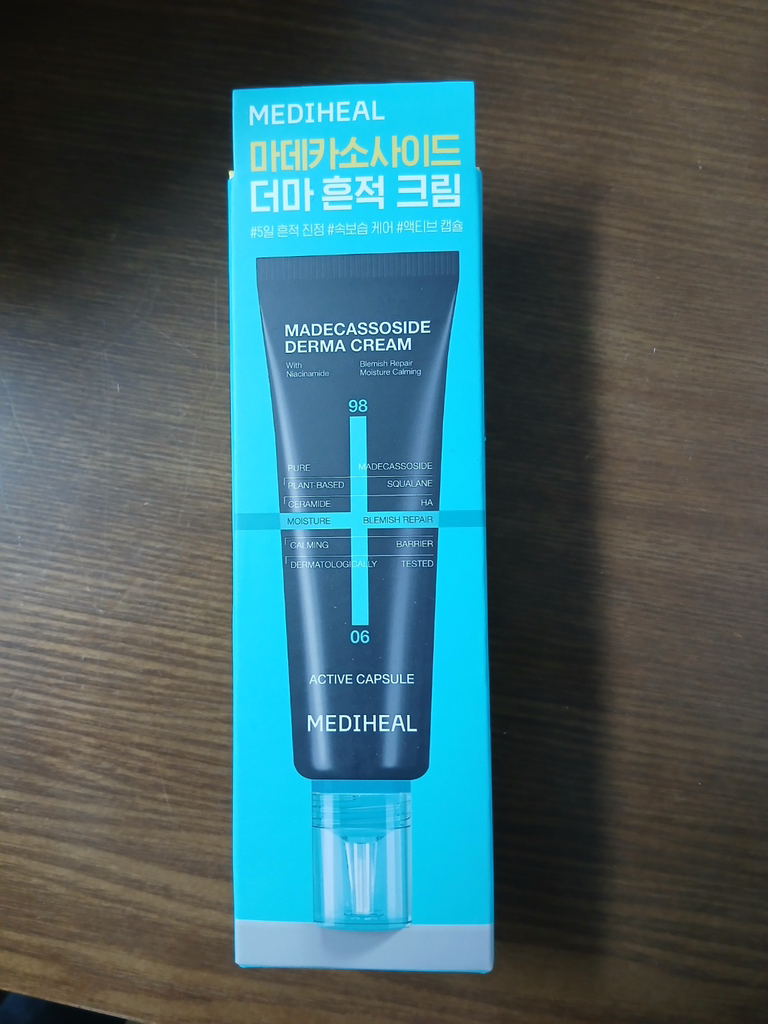 MEDIHEAL
마데카소사이드
더마 흔적 크림
#5일 흔적 진정 #속보습 케어 #액티브 캡슐
MADECASSOSIDE
DERMA CREAM
With
Niacinamide
Blemish Repair
Moisture Calming
98
PURE MADECASSOSIDE
PLANT-BASED SQUALANE
CERAMIDE HA
MOISTURE BLEMISH REPAIR
CALMING BARRIER
DERMATOLOGICALLY TESTED
06
ACTIVE CAPSULE
MEDIHEAL